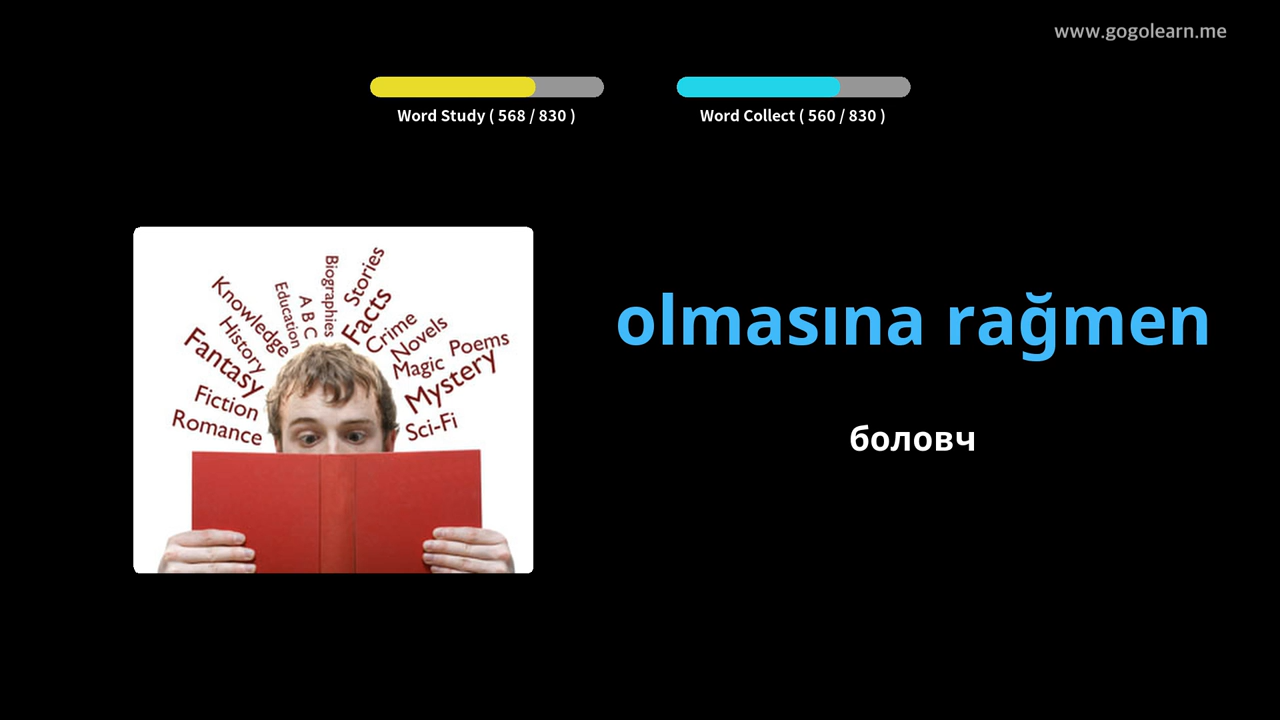 www.gogolearn.me
Word Study ( 568 / 830 )
Word Collect ( 560 / 830 )
Biographies
Stories
Knowledge
Education
A B C
Facts
Crime
History
Novels
Poems
Fantasy
Magic
Mystery
Fiction
Romance
Sci-Fi
olmasına rağmen
боловч